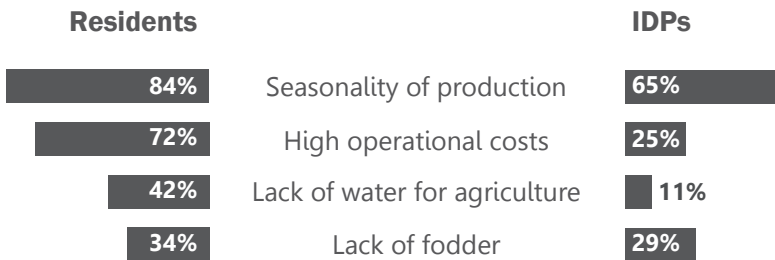 Residents IDPs
84% Seasonality of production 65%
72% High operational costs 25%
42% Lack of water for agriculture 11%
34% Lack of fodder 29%